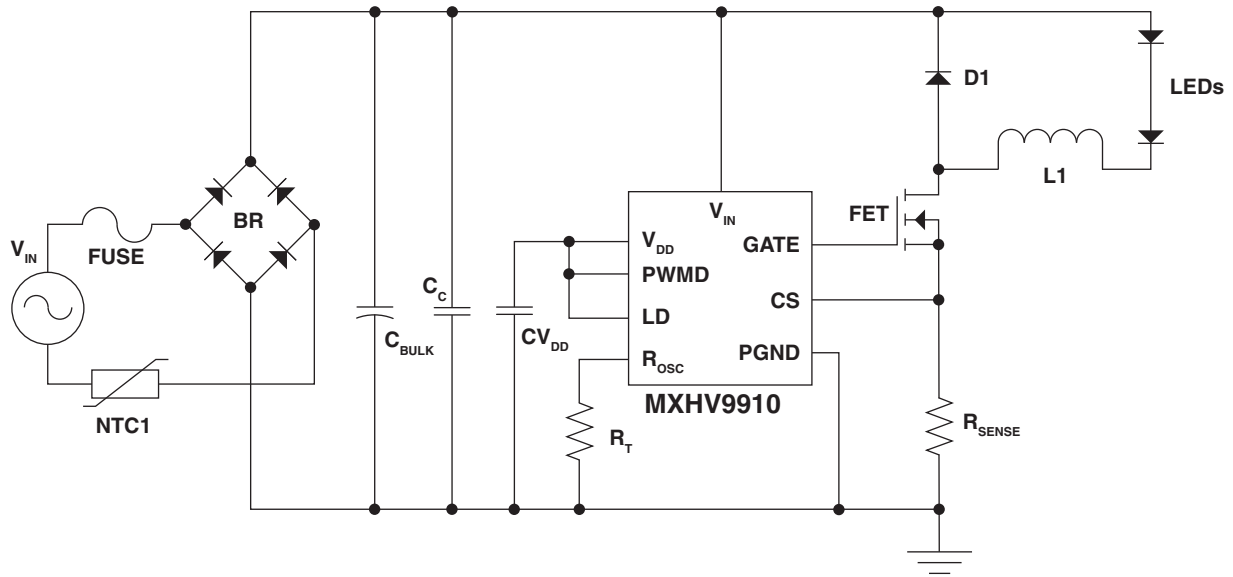 D1
LEDs
L1
BR
V_IN
FUSE
NTC1
C_BULK
C_C
CV_DD
V_IN
V_DD
GATE
FET
PWMD
LD
CS
R_OSC
PGND
MXHV9910
R_T
R_SENSE